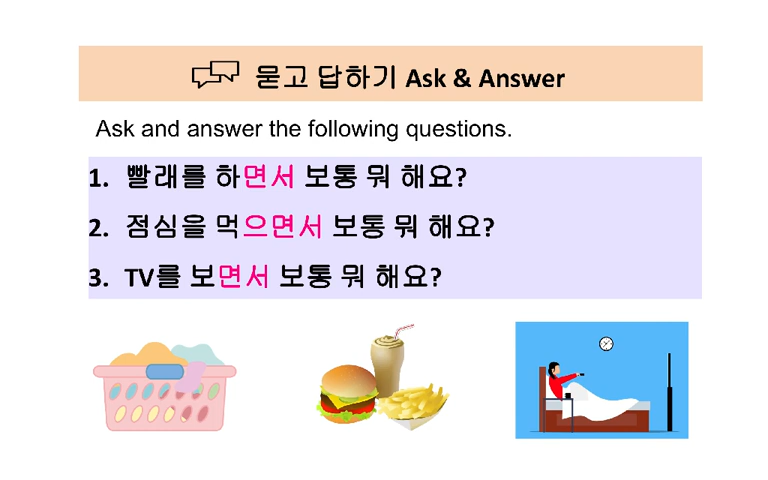 묻고 답하기 Ask & Answer
Ask and answer the following questions.
1. 빨래를 하면서 보통 뭐 해요?
2. 점심을 먹으면서 보통 뭐 해요?
3. TV를 보면서 보통 뭐 해요?